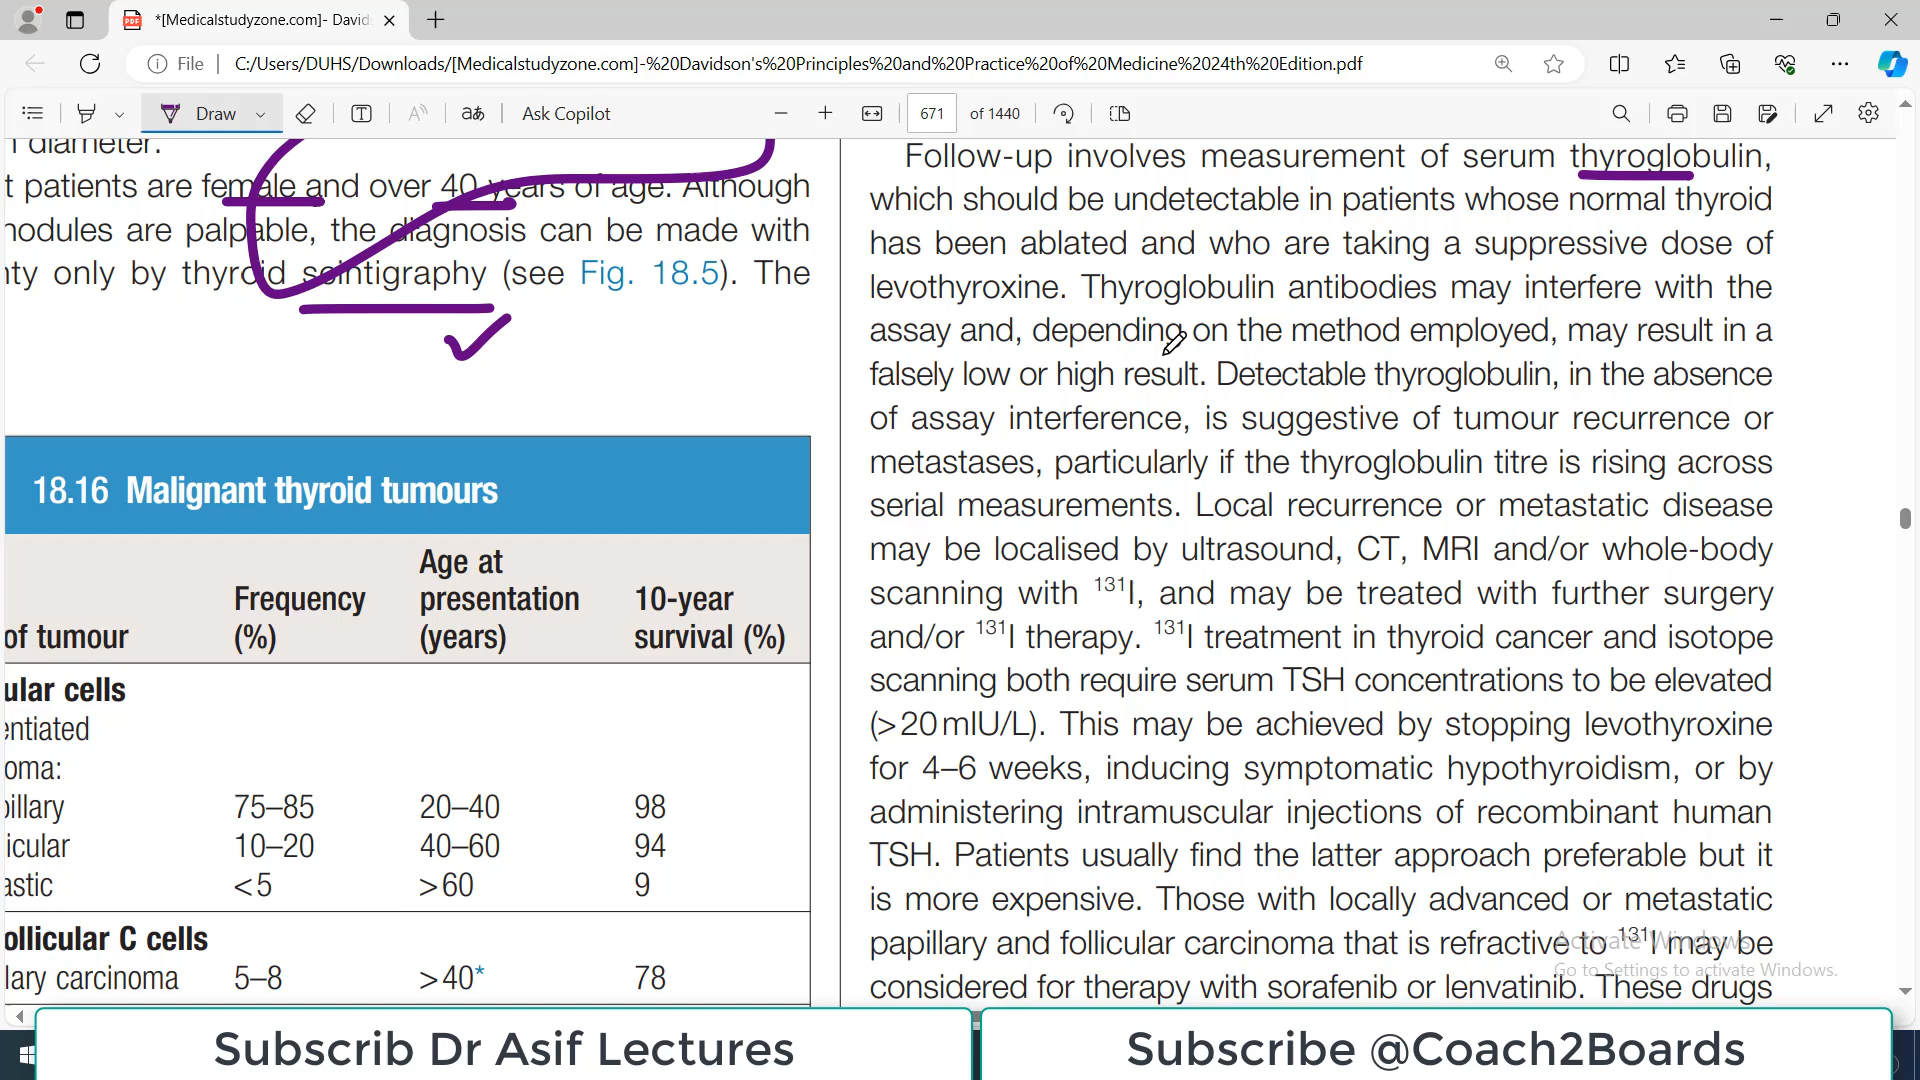 *[Medicalstudyzone.com]- David
File
C:/Users/DUHS/Downloads/[Medicalstudyzone.com]-%20Davidson's%20Principles%20and%20Practice%20of%20Medicine%2024th%20Edition.pdf
Draw
aあ
Ask Copilot
671 of 1440
diameter.
t patients are female and over 40 years of age. Although
nodules are palpable, the diagnosis can be made with
nty only by thyroid scintigraphy (see Fig. 18.5). The
18.16 Malignant thyroid tumours
of tumour
Frequency (%)
Age at presentation (years)
10-year survival (%)
ular cells
entiated
oma:
pillary 75–85 20–40 98
icular 10–20 40–60 94
astic <5 >60 9
ollicular C cells
lary carcinoma 5–8 >40* 78
Follow-up involves measurement of serum thyroglobulin,
which should be undetectable in patients whose normal thyroid
has been ablated and who are taking a suppressive dose of
levothyroxine. Thyroglobulin antibodies may interfere with the
assay and, depending on the method employed, may result in a
falsely low or high result. Detectable thyroglobulin, in the absence
of assay interference, is suggestive of tumour recurrence or
metastases, particularly if the thyroglobulin titre is rising across
serial measurements. Local recurrence or metastatic disease
may be localised by ultrasound, CT, MRI and/or whole-body
scanning with ¹³¹I, and may be treated with further surgery
and/or ¹³¹I therapy. ¹³¹I treatment in thyroid cancer and isotope
scanning both require serum TSH concentrations to be elevated
(>20 mIU/L). This may be achieved by stopping levothyroxine
for 4–6 weeks, inducing symptomatic hypothyroidism, or by
administering intramuscular injections of recombinant human
TSH. Patients usually find the latter approach preferable but it
is more expensive. Those with locally advanced or metastatic
papillary and follicular carcinoma that is refractive to ¹³¹I may be
considered for therapy with sorafenib or lenvatinib. These drugs
Activate Windows
Go to Settings to activate Windows.
Subscrib Dr Asif Lectures
Subscribe @Coach2Boards